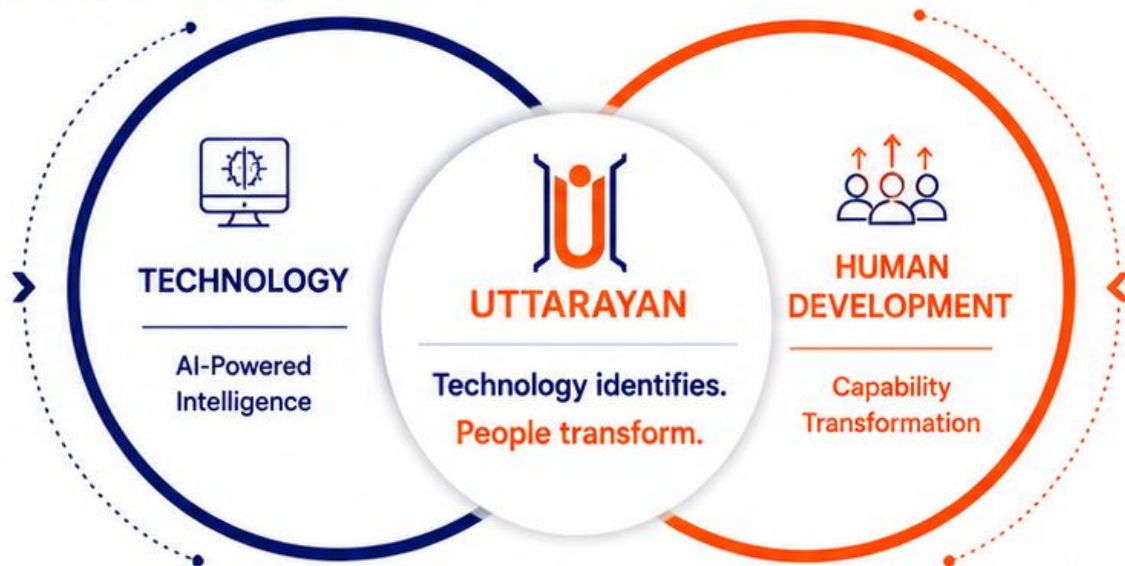 TECHNOLOGY
AI-Powered
Intelligence
UTTARAYAN
Technology identifies.
People transform.
HUMAN
DEVELOPMENT
Capability
Transformation